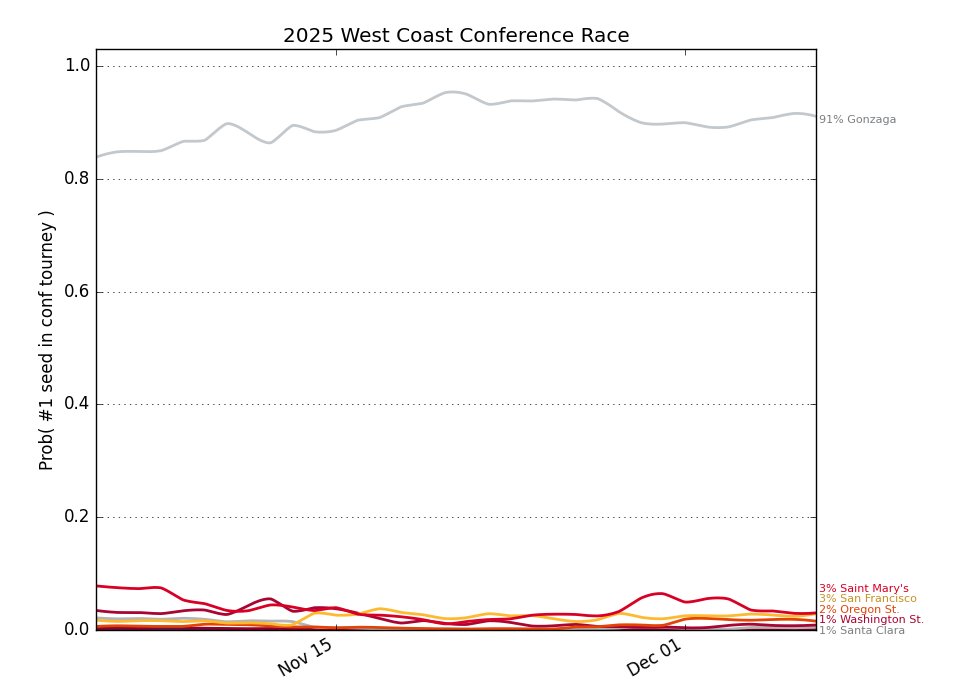 2025 West Coast Conference Race
Prob( #1 seed in conf tourney )
1.0
0.8
0.6
0.4
0.2
0.0
Nov 15
Dec 01
91% Gonzaga
3% Saint Mary's
3% San Francisco
2% Oregon St.
1% Washington St.
1% Santa Clara